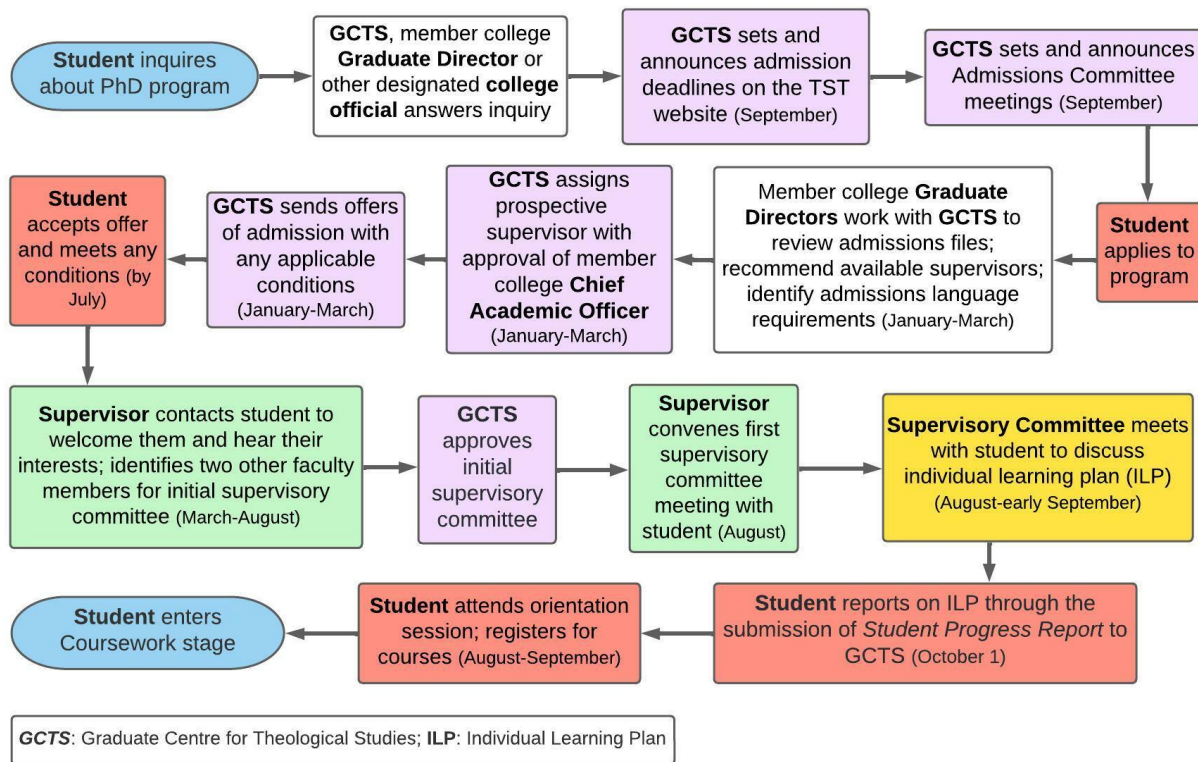 Student inquires
about PhD program
GCTS, member college
Graduate Director or
other designated college
official answers inquiry
GCTS sets and
announces admission
deadlines on the TST
website (September)
GCTS sets and announces
Admissions Committee
meetings (September)
Student
applies to
program
Member college Graduate
Directors work with GCTS to
review admissions files;
recommend available supervisors;
identify admissions language
requirements (January-March)
GCTS assigns
prospective
supervisor with
approval of member
college Chief
Academic Officer
(January-March)
GCTS sends offers
of admission with
any applicable
conditions
(January-March)
Student
accepts offer
and meets any
conditions (by
July)
Supervisor contacts student to
welcome them and hear their
interests; identifies two other faculty
members for initial supervisory
committee (March-August)
GCTS
approves
initial
supervisory
committee
Supervisor
convenes first
supervisory
committee
meeting with
student (August)
Supervisory Committee meets
with student to discuss
individual learning plan (ILP)
(August-early September)
Student reports on ILP through the
submission of Student Progress Report to
GCTS (October 1)
Student attends orientation
session; registers for
courses (August-September)
Student enters
Coursework stage
GCTS: Graduate Centre for Theological Studies; ILP: Individual Learning Plan